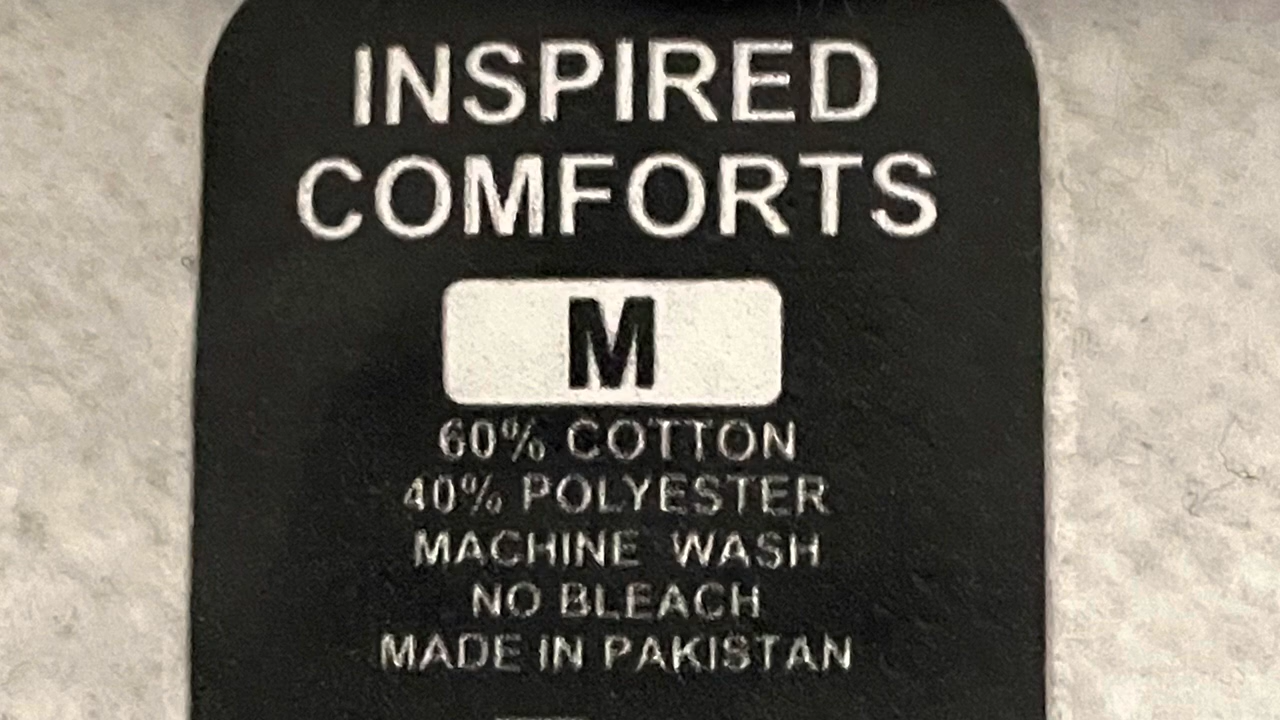 INSPIRED
COMFORTS
M
60% COTTON
40% POLYESTER
MACHINE WASH
NO BLEACH
MADE IN PAKISTAN